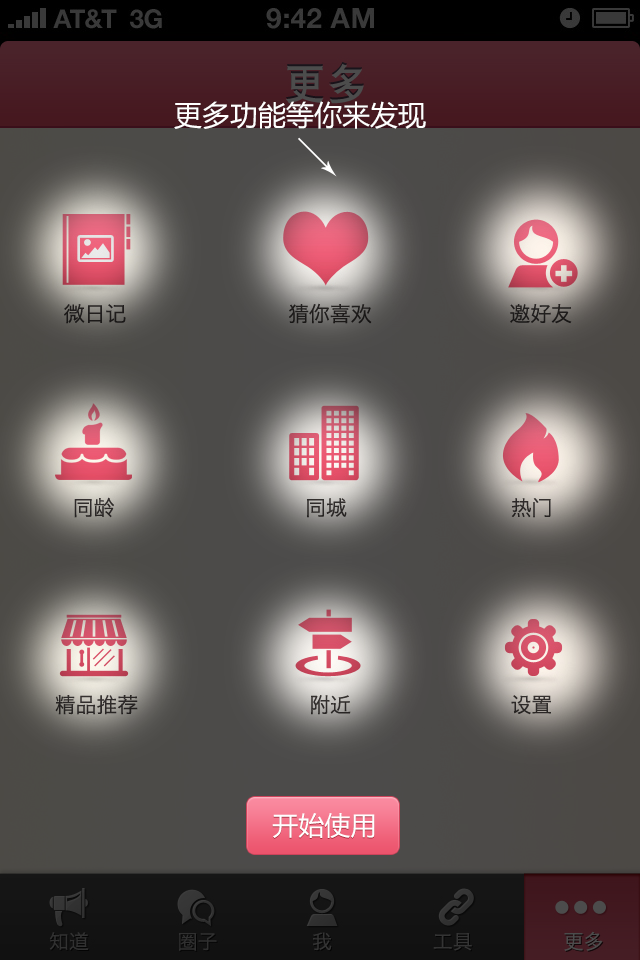 AT&T 3G 9:42 AM
更多
更多功能等你来发现
微日记 猜你喜欢 邀好友
同龄 同城 热门
精品推荐 附近 设置
开始使用
知道 圈子 我 工具 更多